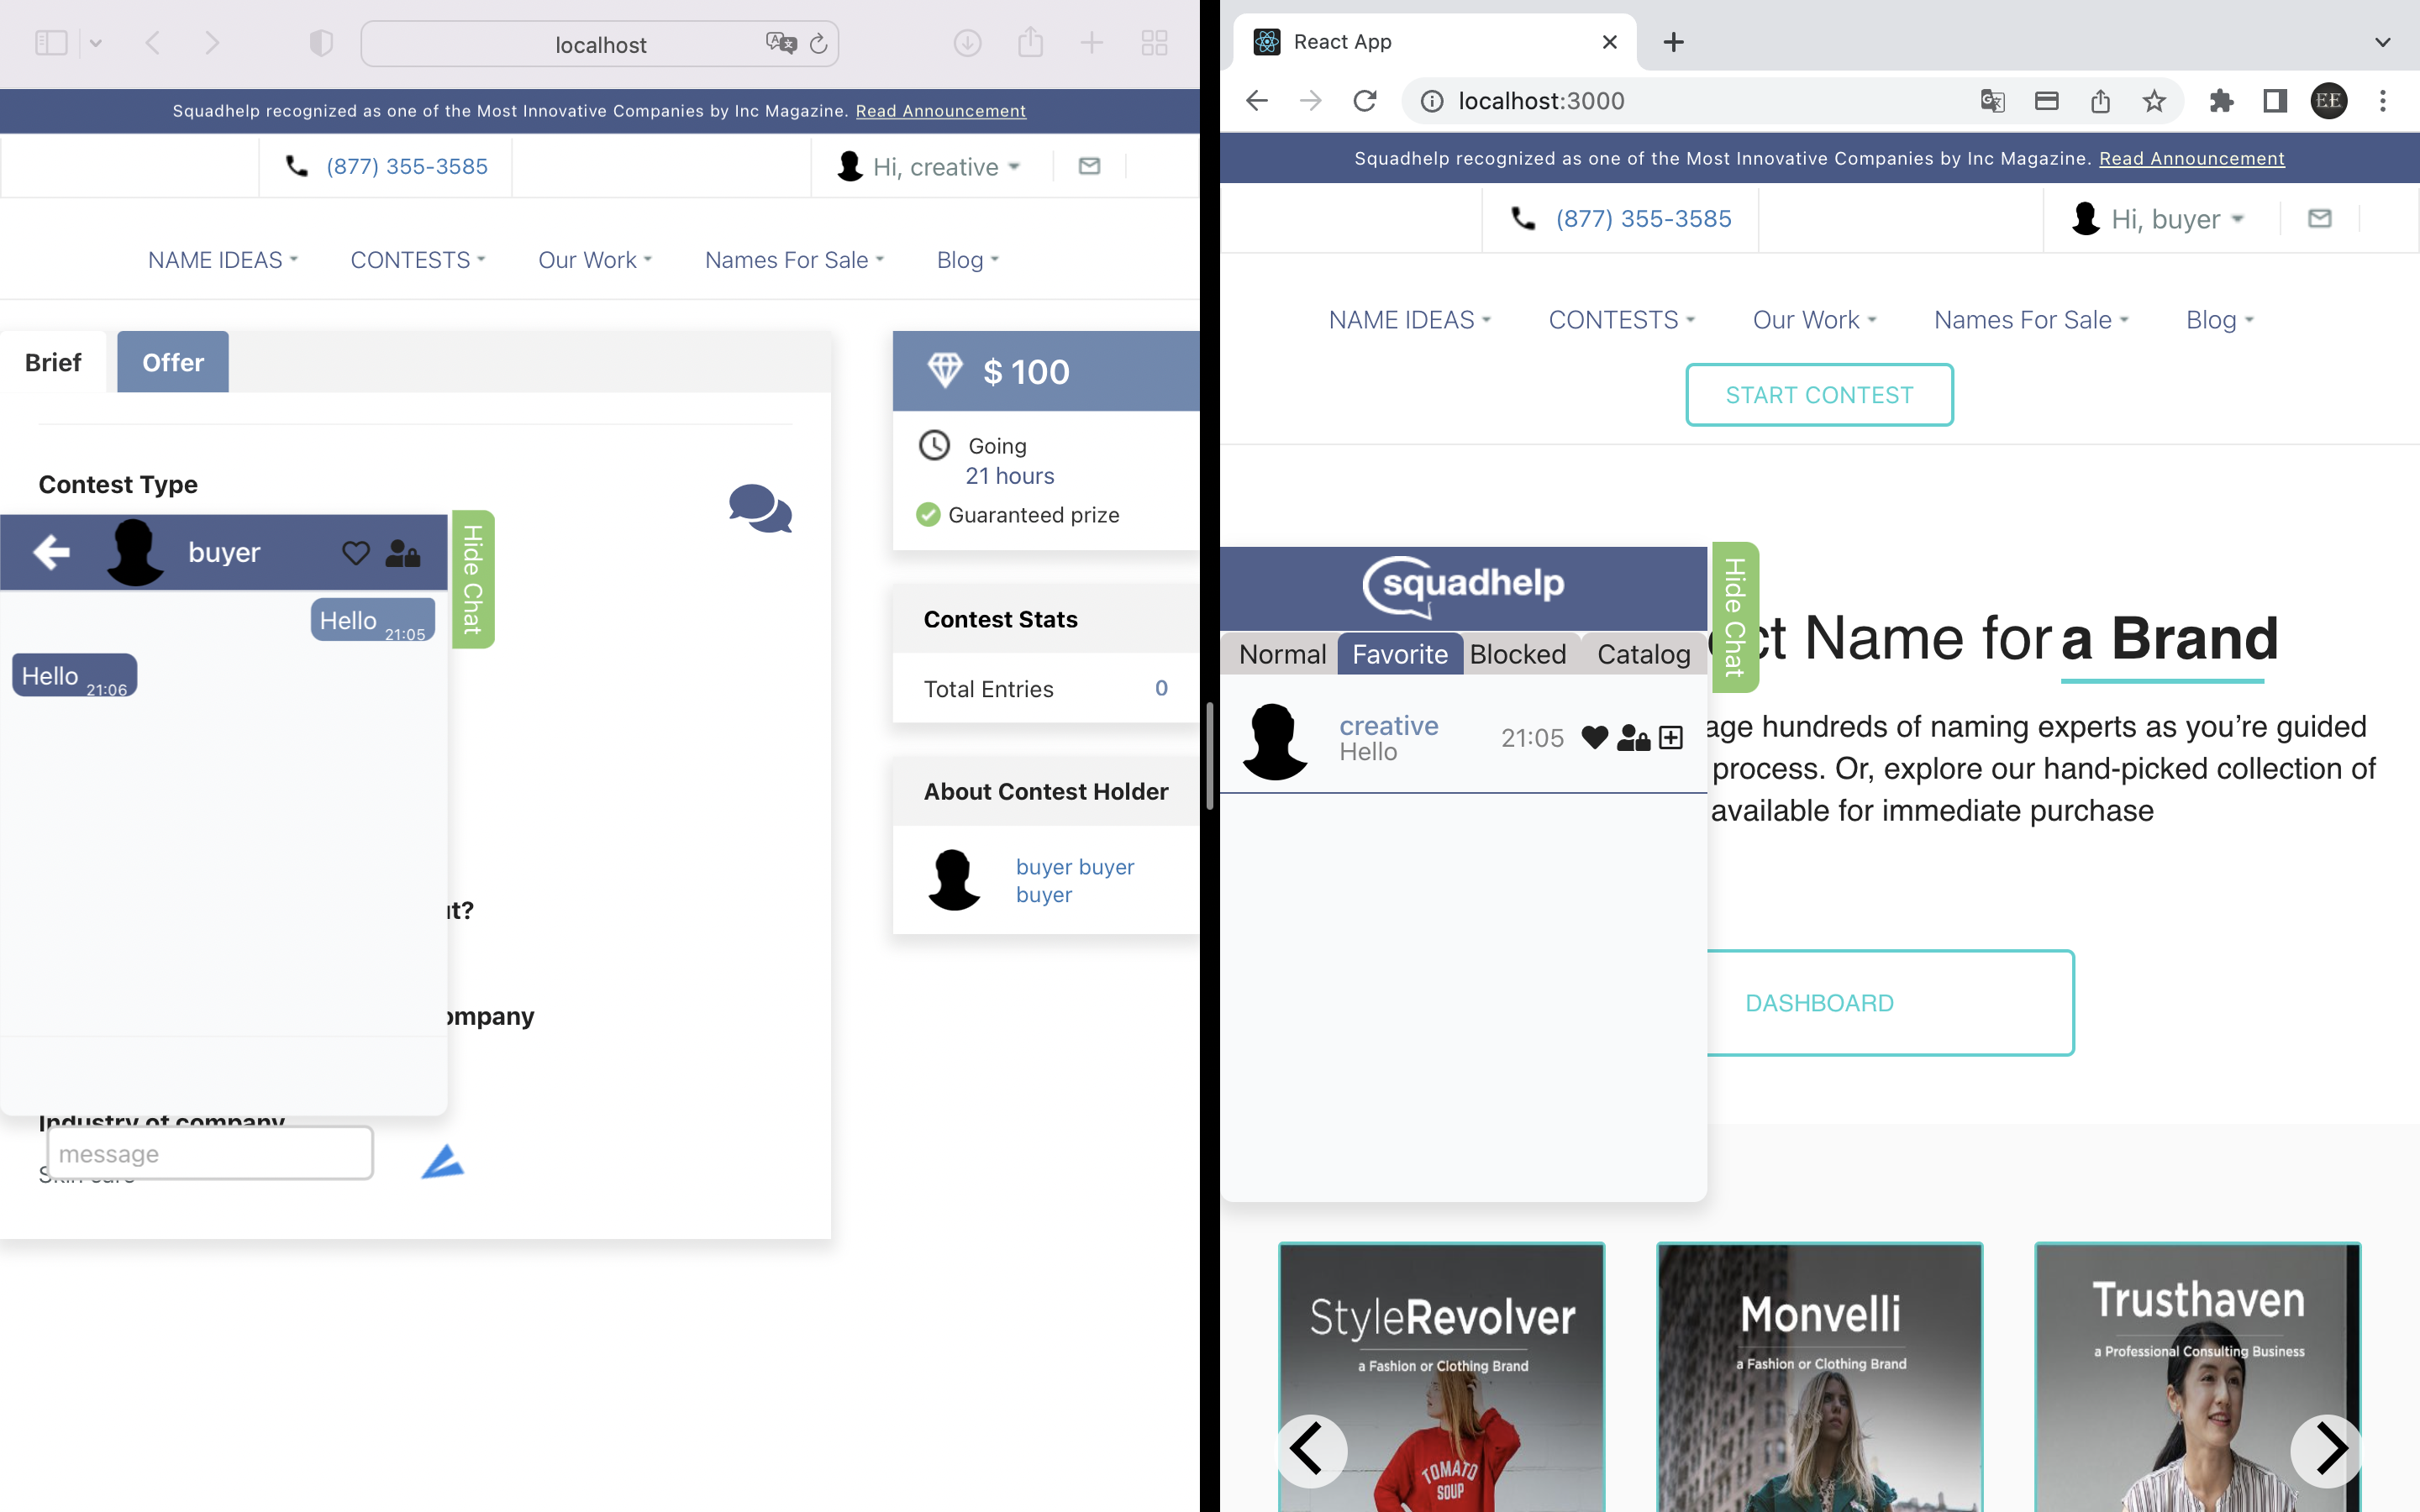 localhost
Squadhelp recognized as one of the Most Innovative Companies by Inc Magazine. Read Announcement
(877) 355-3585
Hi, creative
NAME IDEAS CONTESTS Our Work Names For Sale Blog
Brief Offer
Contest Type
buyer
Hide Chat
Hello 21:05
Hello 21:06
ut?
ompany
Industry of company
message
$ 100
Going
21 hours
Guaranteed prize
Contest Stats
Total Entries 0
About Contest Holder
buyer buyer
buyer
React App
localhost:3000
EE
Squadhelp recognized as one of the Most Innovative Companies by Inc Magazine. Read Announcement
(877) 355-3585
Hi, buyer
NAME IDEAS CONTESTS Our Work Names For Sale Blog
START CONTEST
squadhelp
Hide Chat
Normal Favorite Blocked Catalog
creative
Hello
21:05
ct Name for a Brand
age hundreds of naming experts as you’re guided
process. Or, explore our hand-picked collection of
available for immediate purchase
DASHBOARD
StyleRevolver
a Fashion or Clothing Brand
TOMATO
SOUP
Monvelli
a Fashion or Clothing Brand
Trusthaven
a Professional Consulting Business